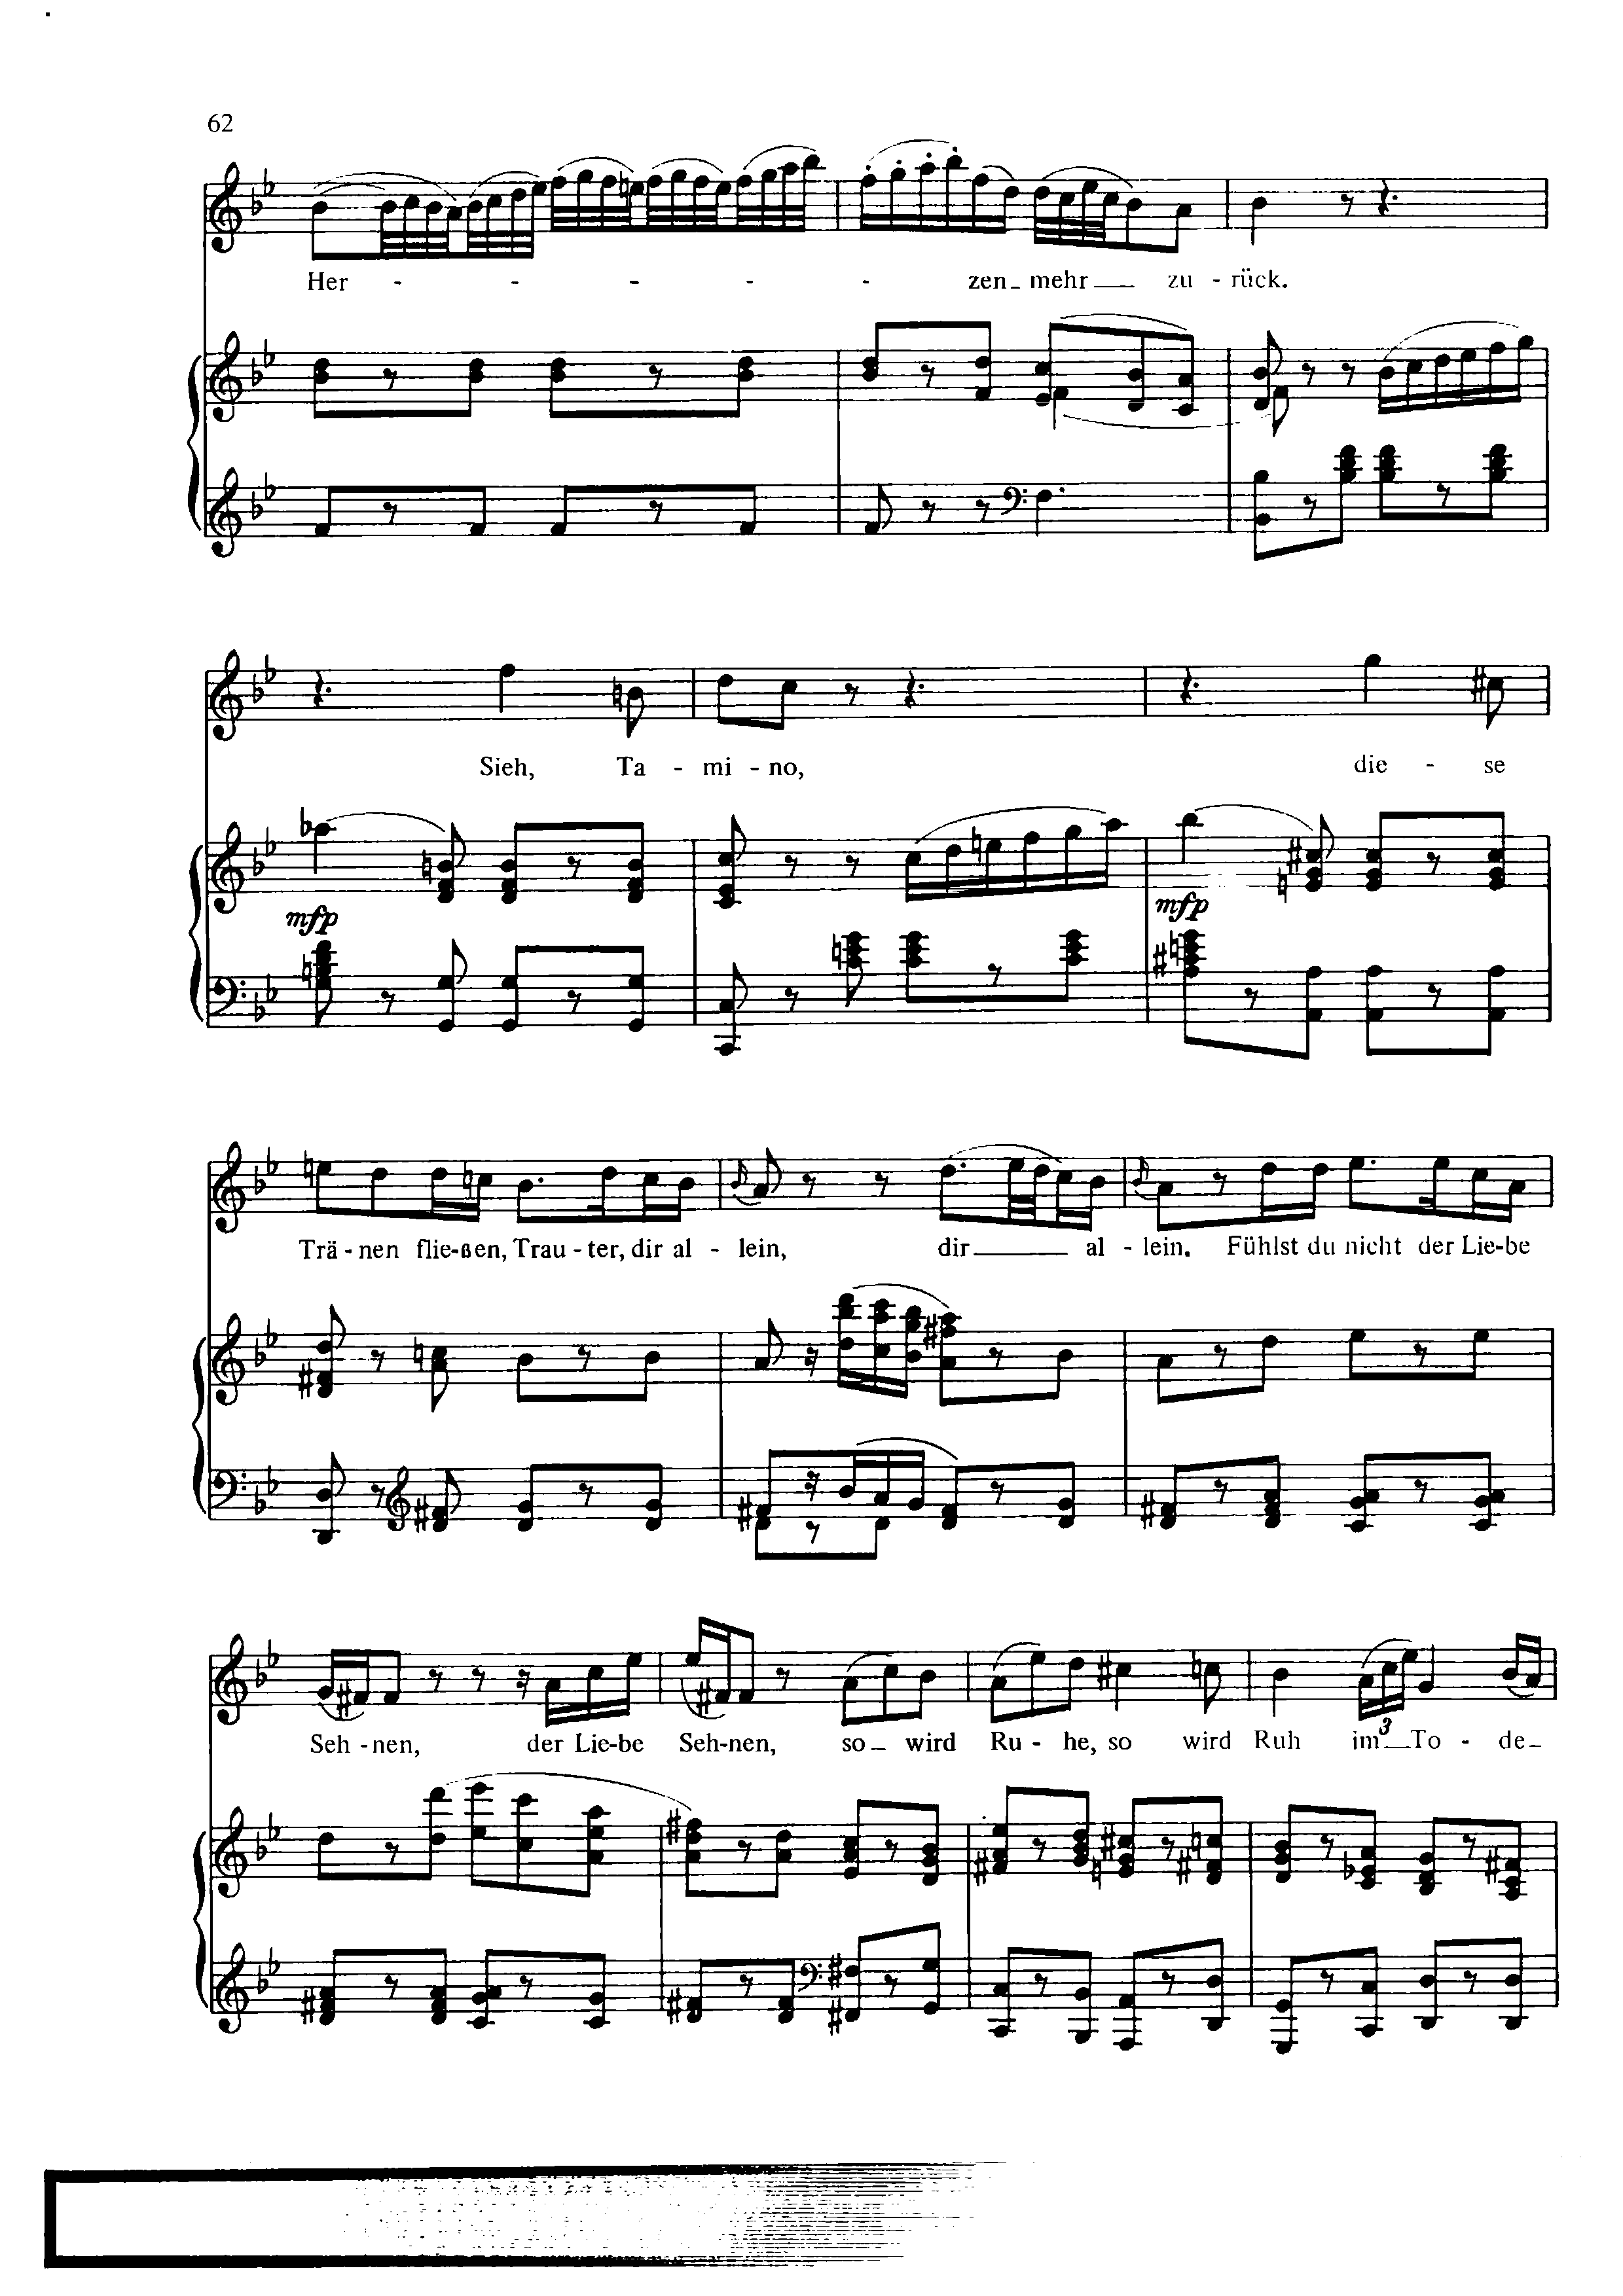 62
Her - - - - - zen mehr zu - rück.
Sieh, Ta - mi - no, die - se
mfp mfp
Trä - nen flie-ßen, Trau - ter, dir al - lein, dir al - lein. Fühlst du nicht der Lie-be
Seh - nen, der Lie-be Seh-nen, so wird Ru - he, so wird Ruh im To - de
3